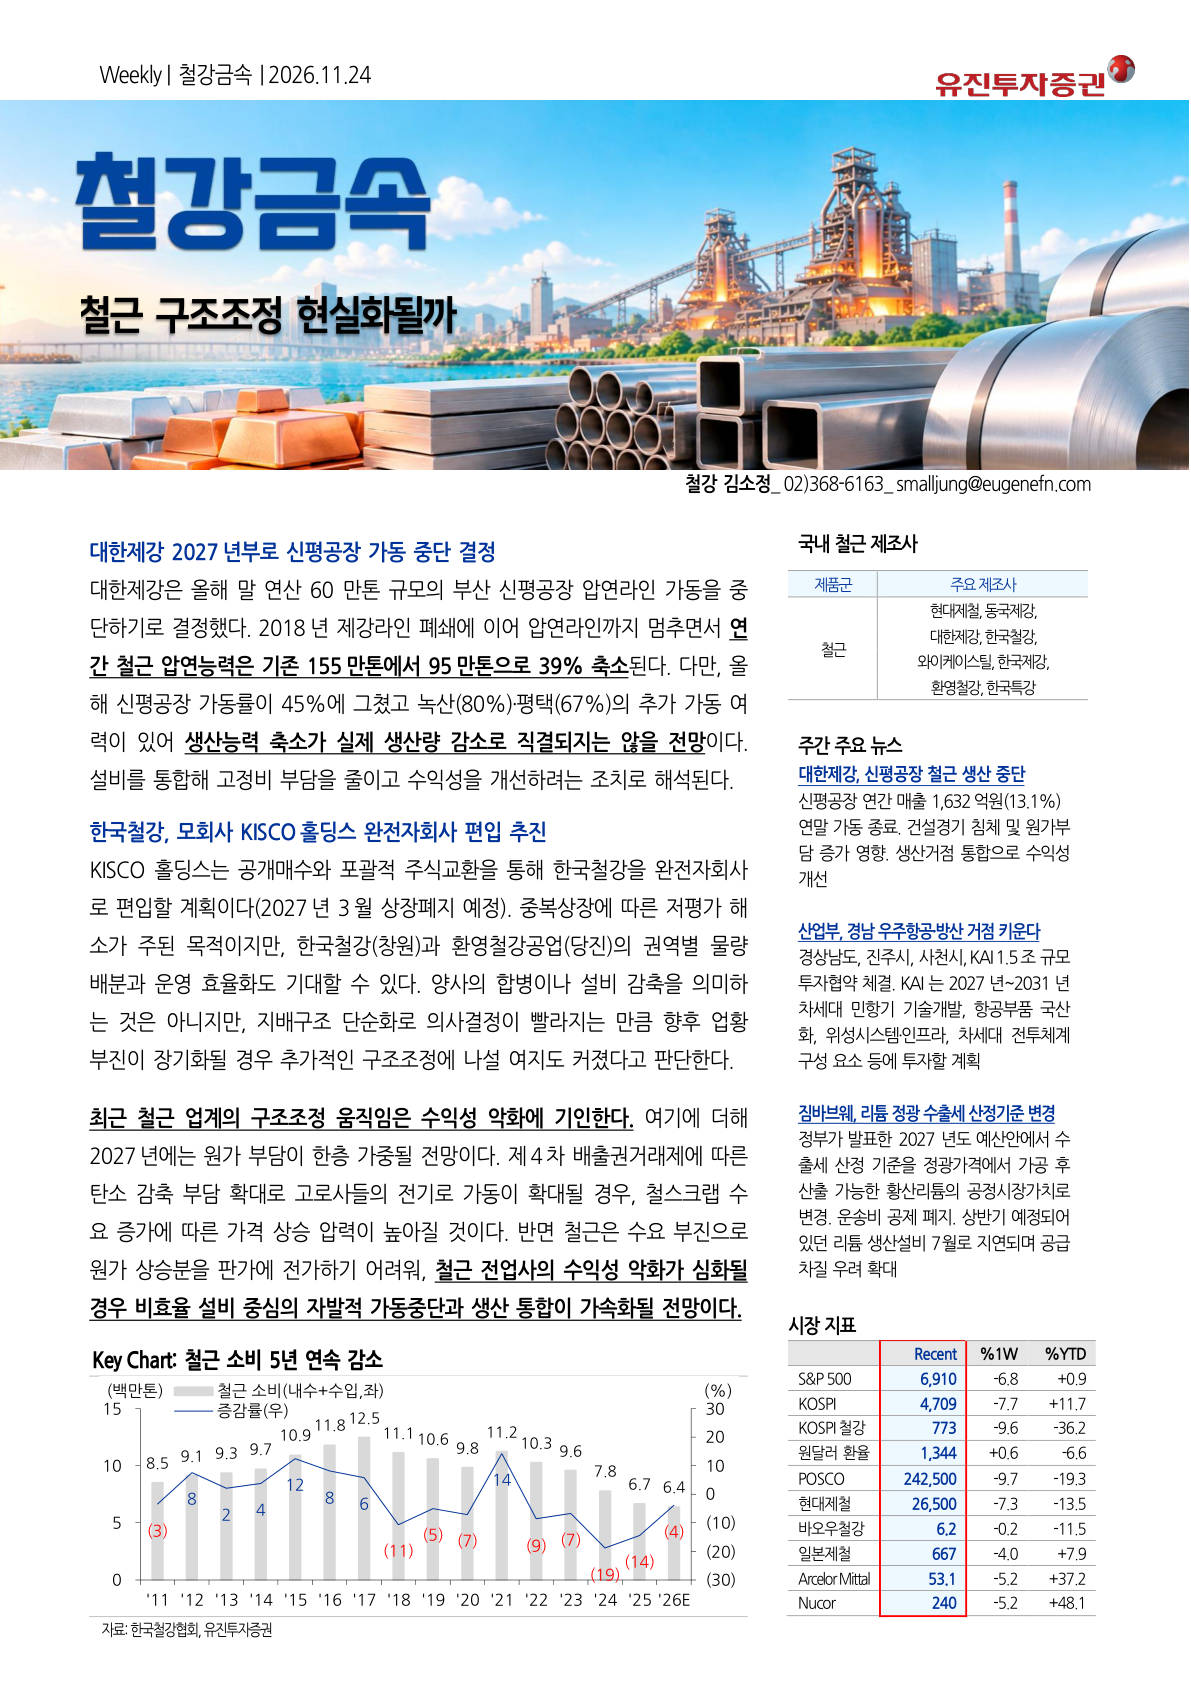 Weekly | 철강금속 | 2026.11.24
유진투자증권
철강금속
철근 구조조정 현실화될까
철강 김소정_ 02)368-6163_ smalljung@eugenefn.com
대한제강 2027년부로 신평공장 가동 중단 결정
대한제강은 올해 말 연산 60 만톤 규모의 부산 신평공장 압연라인 가동을 중
단하기로 결정했다. 2018년 제강라인 폐쇄에 이어 압연라인까지 멈추면서 연
간 철근 압연능력은 기존 155만톤에서 95만톤으로 39% 축소된다. 다만, 올
해 신평공장 가동률이 45%에 그쳤고 녹산(80%)·평택(67%)의 추가 가동 여
력이 있어 생산능력 축소가 실제 생산량 감소로 직결되지는 않을 전망이다.
설비를 통합해 고정비 부담을 줄이고 수익성을 개선하려는 조치로 해석된다.
한국철강, 모회사 KISCO홀딩스 완전자회사 편입 추진
KISCO 홀딩스는 공개매수와 포괄적 주식교환을 통해 한국철강을 완전자회사
로 편입할 계획이다(2027년 3월 상장폐지 예정). 중복상장에 따른 저평가 해
소가 주된 목적이지만, 한국철강(창원)과 환영철강공업(당진)의 권역별 물량
배분과 운영 효율화도 기대할 수 있다. 양사의 합병이나 설비 감축을 의미하
는 것은 아니지만, 지배구조 단순화로 의사결정이 빨라지는 만큼 향후 업황
부진이 장기화될 경우 추가적인 구조조정에 나설 여지도 커졌다고 판단한다.
최근 철근 업계의 구조조정 움직임은 수익성 악화에 기인한다. 여기에 더해
2027년에는 원가 부담이 한층 가중될 전망이다. 제4차 배출권거래제에 따른
탄소 감축 부담 확대로 고로사들의 전기로 가동이 확대될 경우, 철스크랩 수
요 증가에 따른 가격 상승 압력이 높아질 것이다. 반면 철근은 수요 부진으로
원가 상승분을 판가에 전가하기 어려워, 철근 전업사의 수익성 악화가 심화될
경우 비효율 설비 중심의 자발적 가동중단과 생산 통합이 가속화될 전망이다.
Key Chart: 철근 소비 5년 연속 감소
(백만톤) 철근 소비(내수+수입,좌) (%)
증감률(우)
15 10 5 0
30 20 10 0 (10) (20) (30)
8.5 9.1 9.3 9.7 10.9 11.8 12.5 11.1 10.6 9.8 11.2 10.3 9.6 7.8 6.7 6.4
(3) 8 2 4 12 8 6 (11) (5) (7) 14 (9) (7) (19) (14) (4)
'11 '12 '13 '14 '15 '16 '17 '18 '19 '20 '21 '22 '23 '24 '25 '26E
자료: 한국철강협회, 유진투자증권
국내 철근 제조사
제품군 주요 제조사
철근
현대제철, 동국제강,
대한제강, 한국철강,
와이케이스틸, 한국제강,
환영철강, 한국특강
주간 주요 뉴스
대한제강, 신평공장 철근 생산 중단
신평공장 연간 매출 1,632억원(13.1%)
연말 가동 종료. 건설경기 침체 및 원가부
담 증가 영향. 생산거점 통합으로 수익성
개선
산업부, 경남 우주항공·방산 거점 키운다
경상남도, 진주시, 사천시, KAI 1.5조 규모
투자협약 체결. KAI 는 2027 년~2031 년
차세대 민항기 기술개발, 항공부품 국산
화, 위성시스템·인프라, 차세대 전투체계
구성 요소 등에 투자할 계획
짐바브웨, 리튬 정광 수출세 산정기준 변경
정부가 발표한 2027 년도 예산안에서 수
출세 산정 기준을 정광가격에서 가공 후
산출 가능한 황산리튬의 공정시장가치로
변경. 운송비 공제 폐지. 상반기 예정되어
있던 리튬 생산설비 7월로 지연되며 공급
차질 우려 확대
시장 지표
Recent %1W %YTD
S&P 500 6,910 -6.8 +0.9
KOSPI 4,709 -7.7 +11.7
KOSPI 철강 773 -9.6 -36.2
원달러 환율 1,344 +0.6 -6.6
POSCO 242,500 -9.7 -19.3
현대제철 26,500 -7.3 -13.5
바오우철강 6.2 -0.2 -11.5
일본제철 667 -4.0 +7.9
Arcelor Mittal 53.1 -5.2 +37.2
Nucor 240 -5.2 +48.1